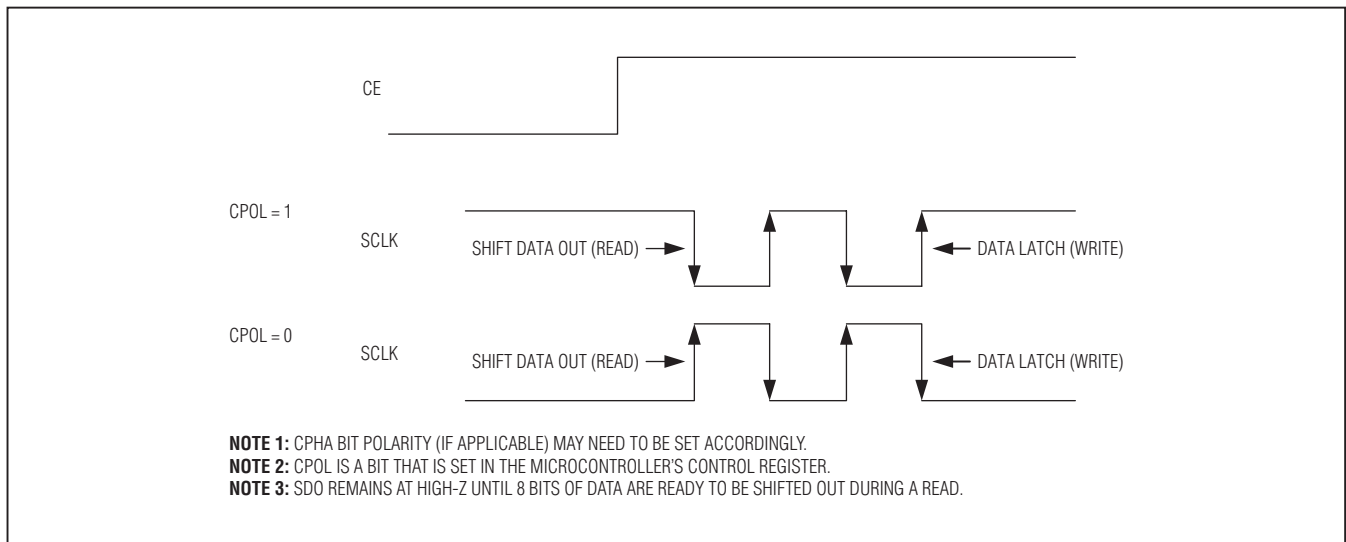 CE
CPOL = 1
SCLK
SHIFT DATA OUT (READ)
DATA LATCH (WRITE)
CPOL = 0
SCLK
SHIFT DATA OUT (READ)
DATA LATCH (WRITE)
NOTE 1: CPHA BIT POLARITY (IF APPLICABLE) MAY NEED TO BE SET ACCORDINGLY.
NOTE 2: CPOL IS A BIT THAT IS SET IN THE MICROCONTROLLER'S CONTROL REGISTER.
NOTE 3: SDO REMAINS AT HIGH-Z UNTIL 8 BITS OF DATA ARE READY TO BE SHIFTED OUT DURING A READ.